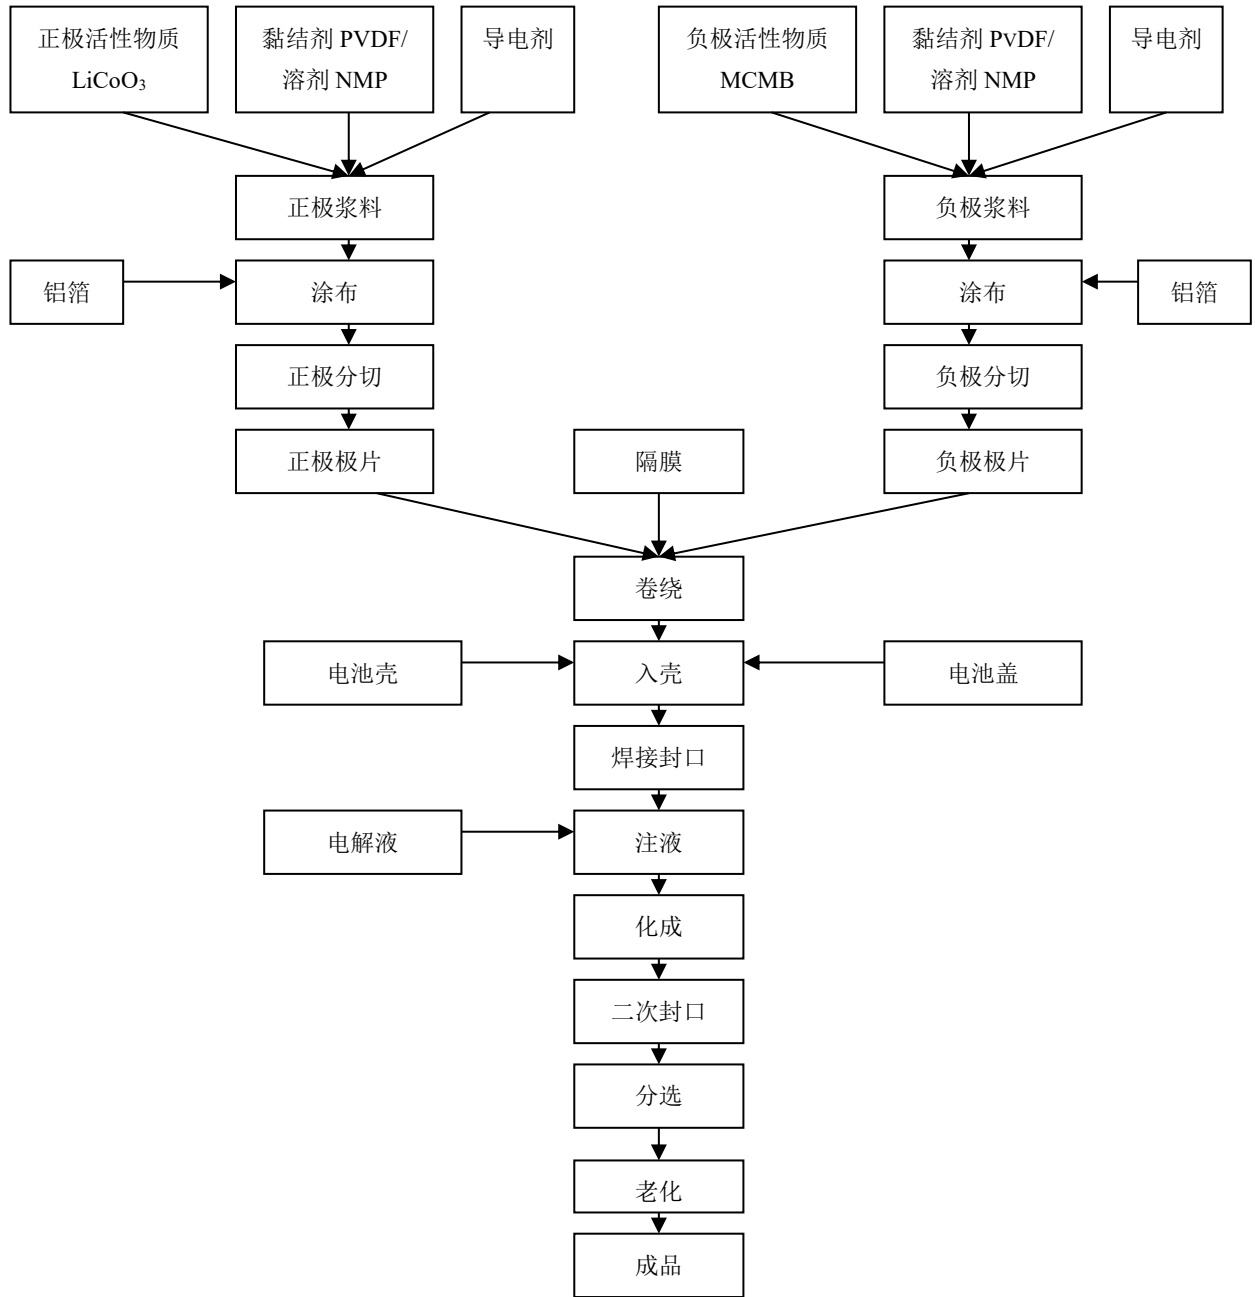 正极活性物质
LiCoO₃
黏结剂 PVDF/
溶剂 NMP
导电剂
负极活性物质
MCMB
黏结剂 PvDF/
溶剂 NMP
导电剂
正极浆料
负极浆料
铝箔
涂布
涂布
铝箔
正极分切
负极分切
正极极片
隔膜
负极极片
卷绕
电池壳
入壳
电池盖
焊接封口
电解液
注液
化成
二次封口
分选
老化
成品